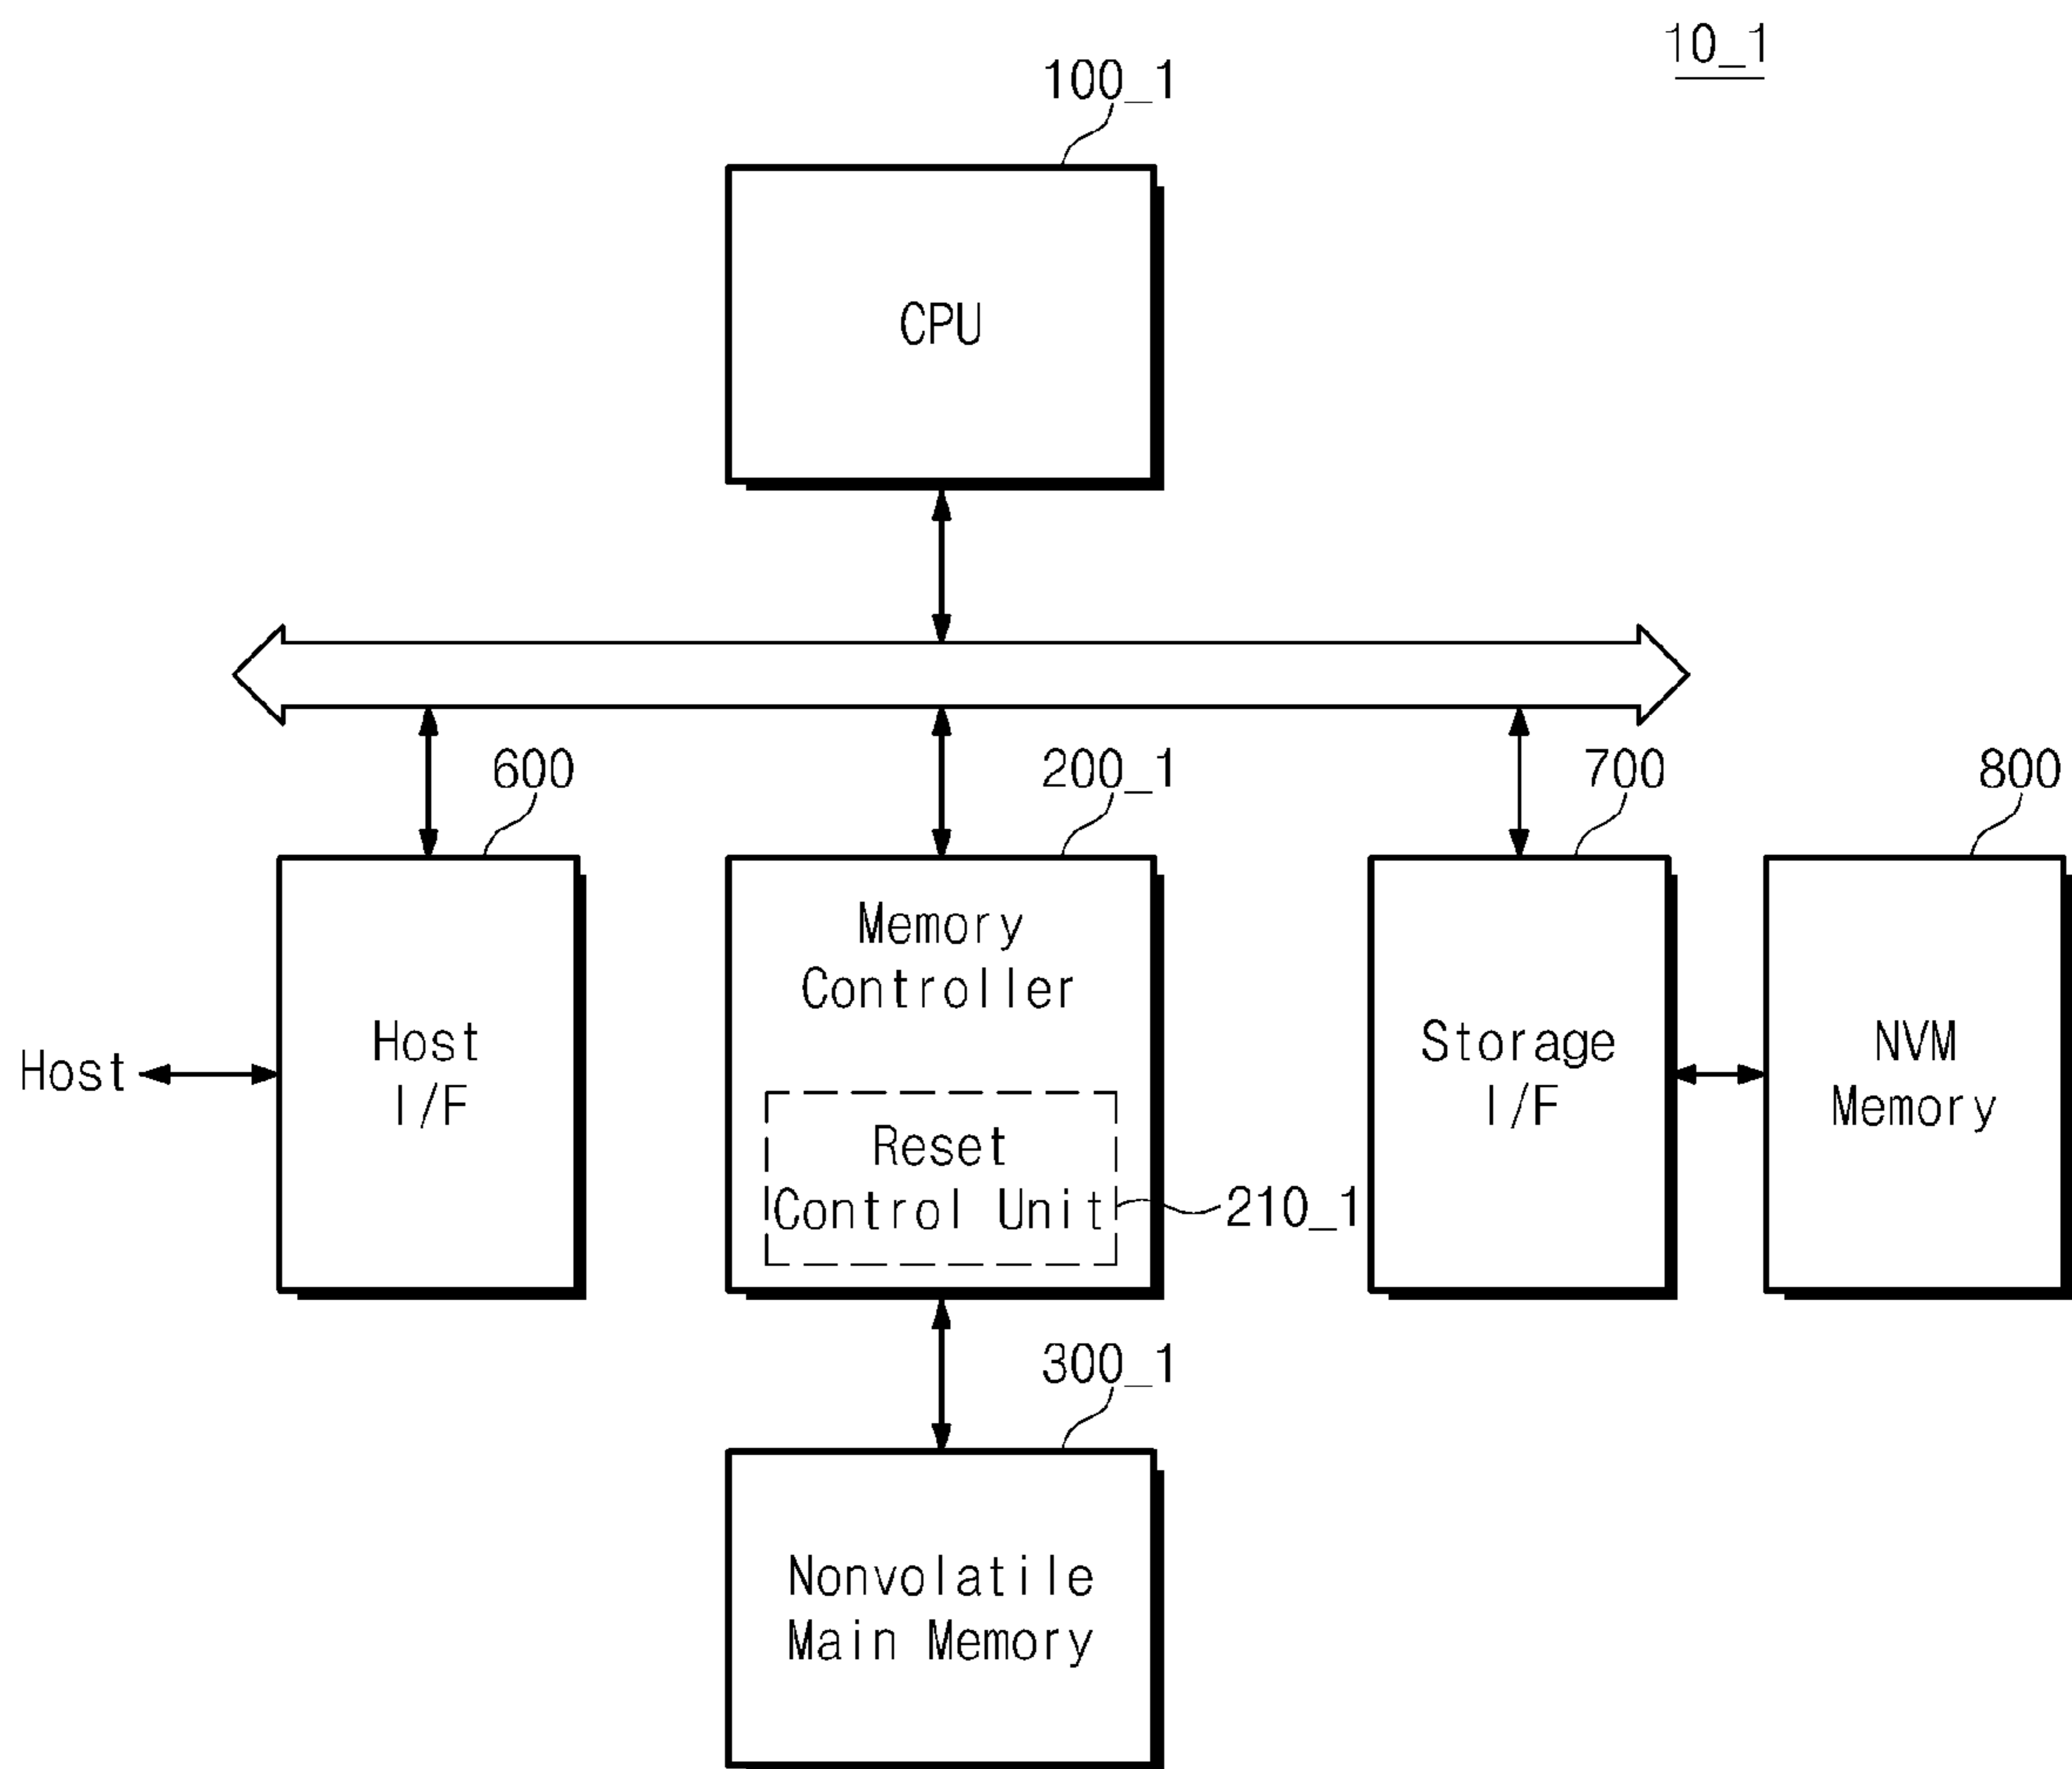 10_1
100_1
CPU
600
200_1
700
800
Memory
Controller
Host
Host
I/F
Storage
I/F
NVM
Memory
Reset
Control Unit
210_1
300_1
Nonvolatile
Main Memory